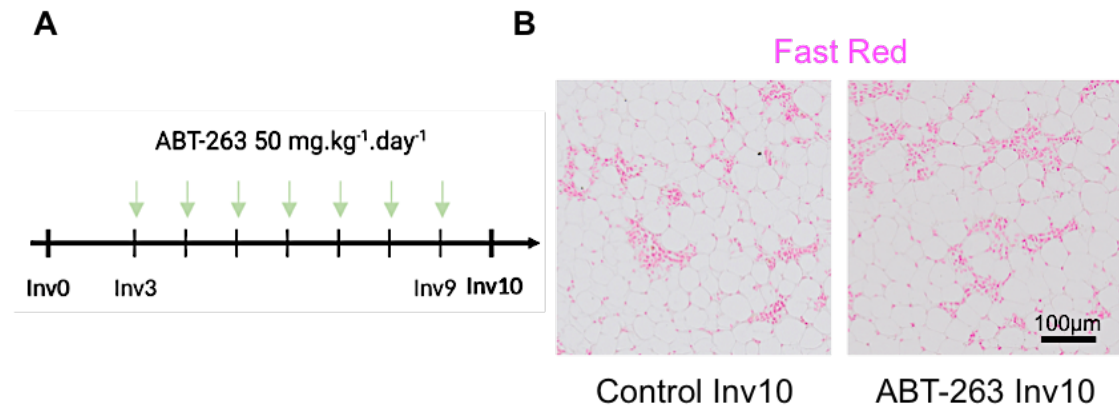 A
ABT-263 50 mg.kg⁻¹.day⁻¹
Inv0 Inv3 Inv9 Inv10
B
Fast Red
100µm
Control Inv10 ABT-263 Inv10